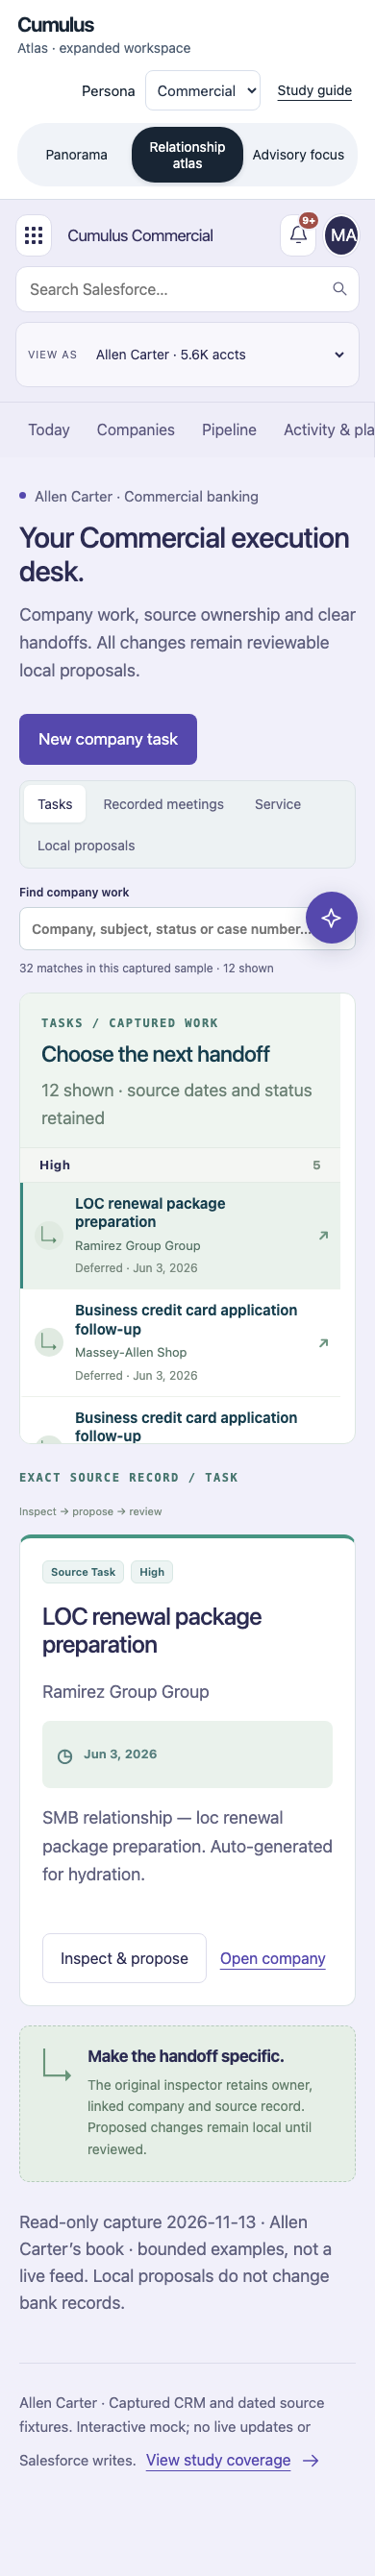 Cumulus
Atlas · expanded workspace
Persona
Commercial
Study guide
Panorama
Relationship
atlas
Advisory focus
Cumulus Commercial
9+
MA
Search Salesforce...
VIEW AS
Allen Carter · 5.6K accts
Today
Companies
Pipeline
Activity & pla
Allen Carter · Commercial banking
Your Commercial execution
desk.
Company work, source ownership and clear
handoffs. All changes remain reviewable
local proposals.
New company task
Tasks
Recorded meetings
Service
Local proposals
Find company work
Company, subject, status or case number...
32 matches in this captured sample · 12 shown
TASKS / CAPTURED WORK
Choose the next handoff
12 shown · source dates and status
retained
High
5
LOC renewal package
preparation
Ramirez Group Group
Deferred · Jun 3, 2026
Business credit card application
follow-up
Massey-Allen Shop
Deferred · Jun 3, 2026
Business credit card application
follow-up
EXACT SOURCE RECORD / TASK
Inspect → propose → review
Source Task
High
LOC renewal package
preparation
Ramirez Group Group
Jun 3, 2026
SMB relationship — loc renewal
package preparation. Auto-generated
for hydration.
Inspect & propose
Open company
Make the handoff specific.
The original inspector retains owner,
linked company and source record.
Proposed changes remain local until
reviewed.
Read-only capture 2026-11-13 · Allen
Carter’s book · bounded examples, not a
live feed. Local proposals do not change
bank records.
Allen Carter · Captured CRM and dated source
fixtures. Interactive mock; no live updates or
Salesforce writes. View study coverage →